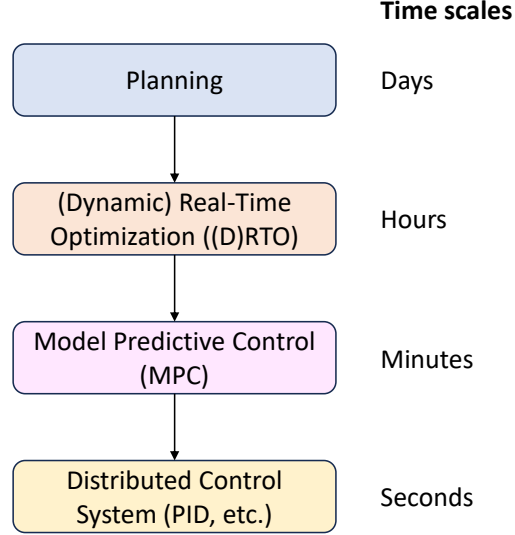 Time scales
Planning
Days
(Dynamic) Real-Time
Optimization ((D)RTO)
Hours
Model Predictive Control
(MPC)
Minutes
Distributed Control
System (PID, etc.)
Seconds